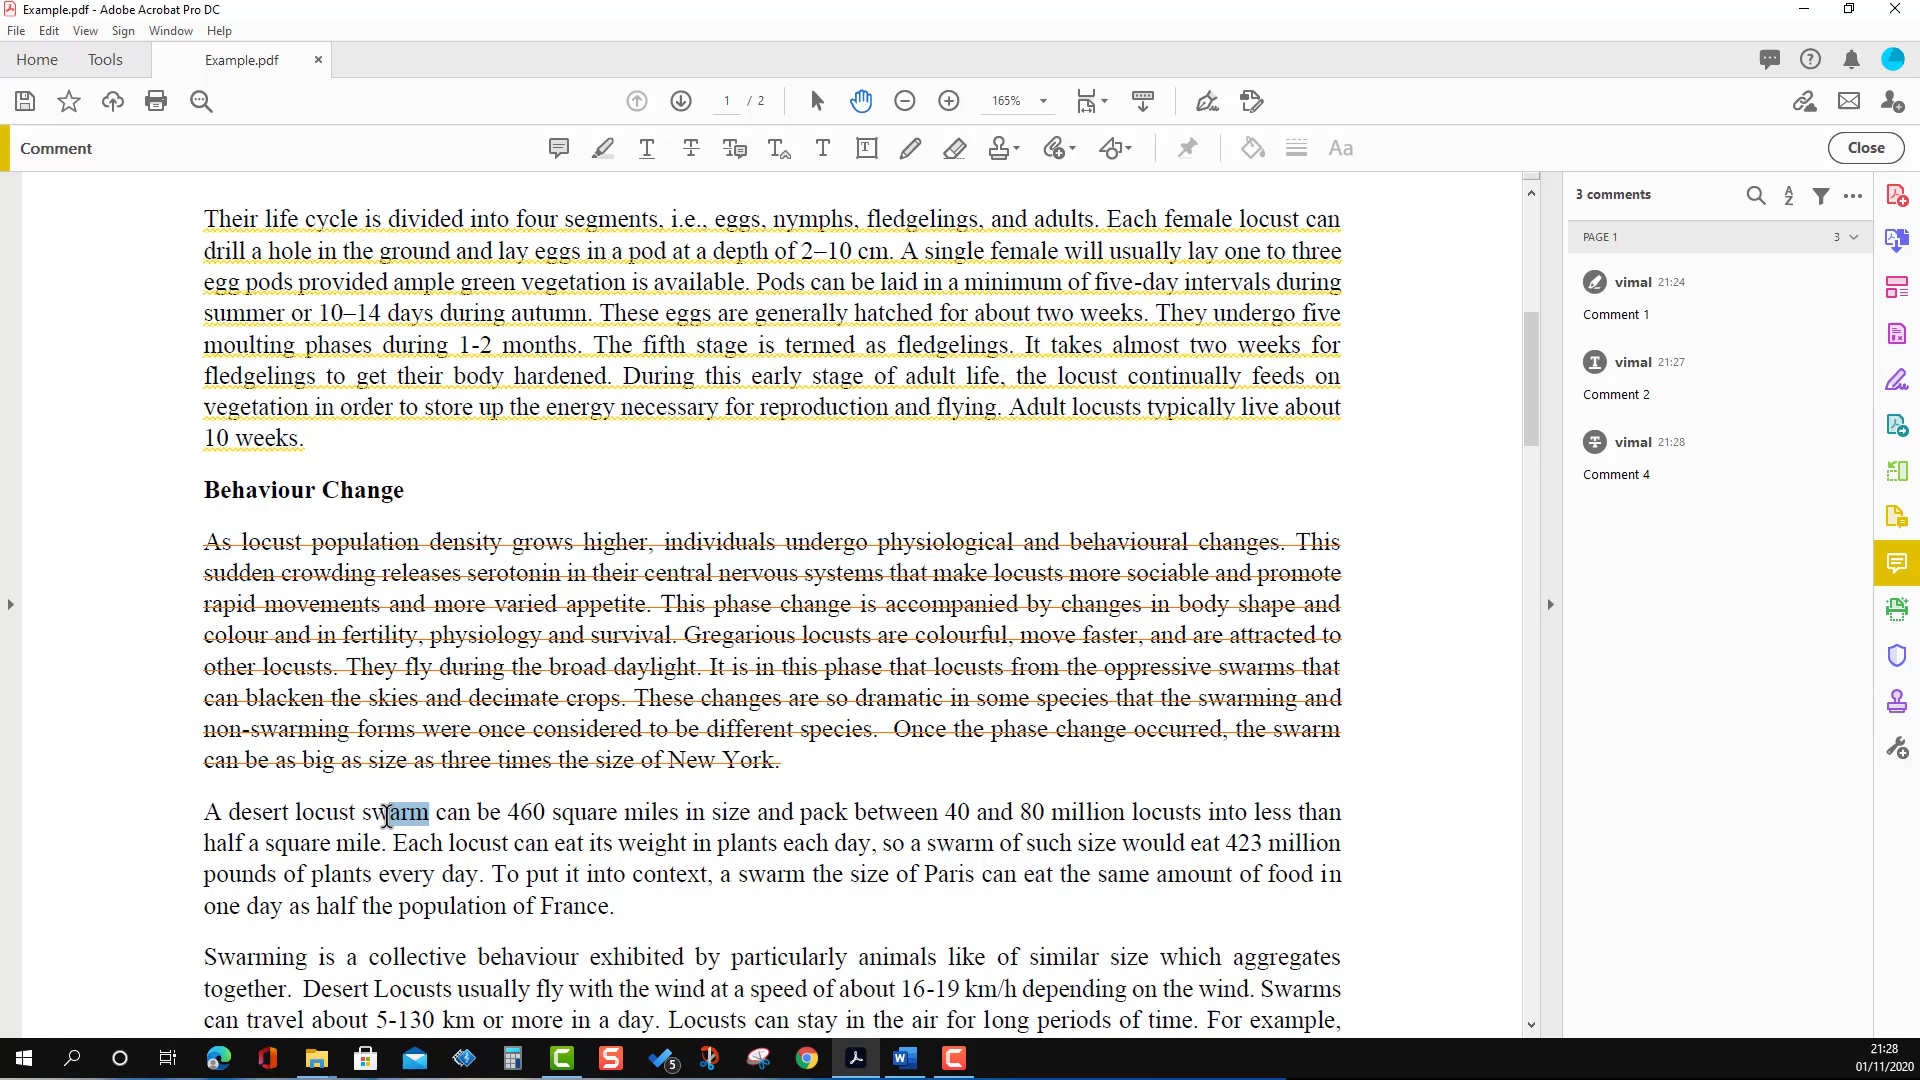 Example.pdf - Adobe Acrobat Pro DC
File Edit View Sign Window Help
Home Tools Example.pdf
1 / 2 165%
Comment Close
Their life cycle is divided into four segments, i.e., eggs, nymphs, fledgelings, and adults. Each female locust can
drill a hole in the ground and lay eggs in a pod at a depth of 2–10 cm. A single female will usually lay one to three
egg pods provided ample green vegetation is available. Pods can be laid in a minimum of five-day intervals during
summer or 10–14 days during autumn. These eggs are generally hatched for about two weeks. They undergo five
moulting phases during 1-2 months. The fifth stage is termed as fledgelings. It takes almost two weeks for
fledgelings to get their body hardened. During this early stage of adult life, the locust continually feeds on
vegetation in order to store up the energy necessary for reproduction and flying. Adult locusts typically live about
10 weeks.
Behaviour Change
As locust population density grows higher, individuals undergo physiological and behavioural changes. This
sudden crowding releases serotonin in their central nervous systems that make locusts more sociable and promote
rapid movements and more varied appetite. This phase change is accompanied by changes in body shape and
colour and in fertility, physiology and survival. Gregarious locusts are colourful, move faster, and are attracted to
other locusts. They fly during the broad daylight. It is in this phase that locusts from the oppressive swarms that
can blacken the skies and decimate crops. These changes are so dramatic in some species that the swarming and
non-swarming forms were once considered to be different species. Once the phase change occurred, the swarm
can be as big as size as three times the size of New York.
A desert locust swarm can be 460 square miles in size and pack between 40 and 80 million locusts into less than
half a square mile. Each locust can eat its weight in plants each day, so a swarm of such size would eat 423 million
pounds of plants every day. To put it into context, a swarm the size of Paris can eat the same amount of food in
one day as half the population of France.
Swarming is a collective behaviour exhibited by particularly animals like of similar size which aggregates
together. Desert Locusts usually fly with the wind at a speed of about 16-19 km/h depending on the wind. Swarms
can travel about 5-130 km or more in a day. Locusts can stay in the air for long periods of time. For example,
3 comments
PAGE 1 3
vimal 21:24
Comment 1
vimal 21:27
Comment 2
vimal 21:28
Comment 4
5
21:28
01/11/2020